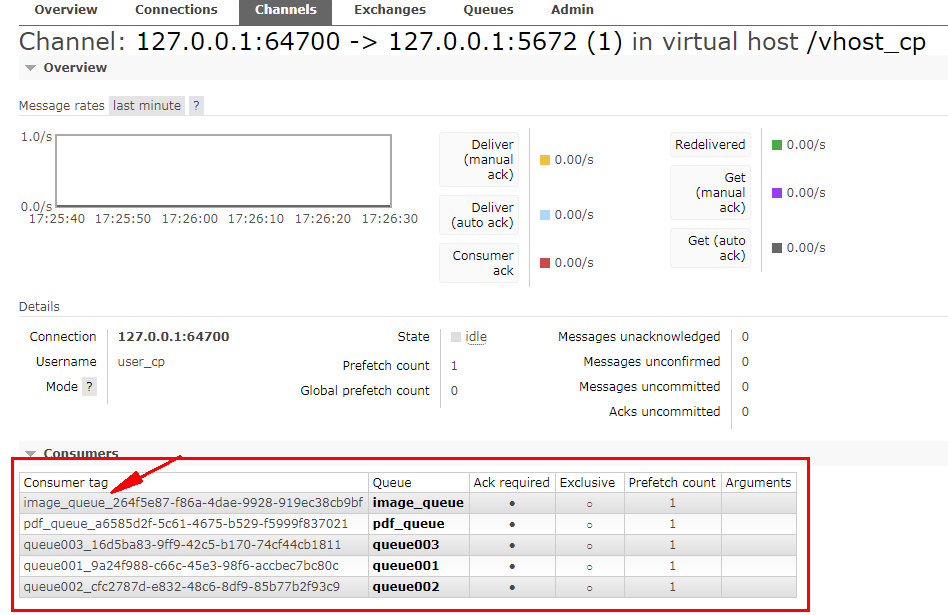 Overview Connections Channels Exchanges Queues Admin
Channel: 127.0.0.1:64700 -> 127.0.0.1:5672 (1) in virtual host /vhost_cp
Overview
Message rates last minute ?
1.0/s
0.0/s
17:25:40 17:25:50 17:26:00 17:26:10 17:26:20 17:26:30
Deliver
(manual
ack)
0.00/s
Deliver
(auto ack)
0.00/s
Consumer
ack
0.00/s
Redelivered
0.00/s
Get
(manual
ack)
0.00/s
Get (auto
ack)
0.00/s
Details
Connection 127.0.0.1:64700
Username user_cp
Mode ?
State idle
Prefetch count 1
Global prefetch count 0
Messages unacknowledged 0
Messages unconfirmed 0
Messages uncommitted 0
Acks uncommitted 0
Consumers
Consumer tag Queue Ack required Exclusive Prefetch count Arguments
image_queue_264f5e87-f86a-4dae-9928-919ec38cb9bf image_queue ● ○ 1
pdf_queue_a6585d2f-5c61-4675-b529-f5999f837021 pdf_queue ● ○ 1
queue003_16d5ba83-9ff9-42c5-b170-74cf44cb1811 queue003 ● ○ 1
queue001_9a24f988-c66c-45e3-98f6-accbec7bc80c queue001 ● ○ 1
queue002_cfc2787d-e832-48c6-8df9-85b77b2f93c9 queue002 ● ○ 1